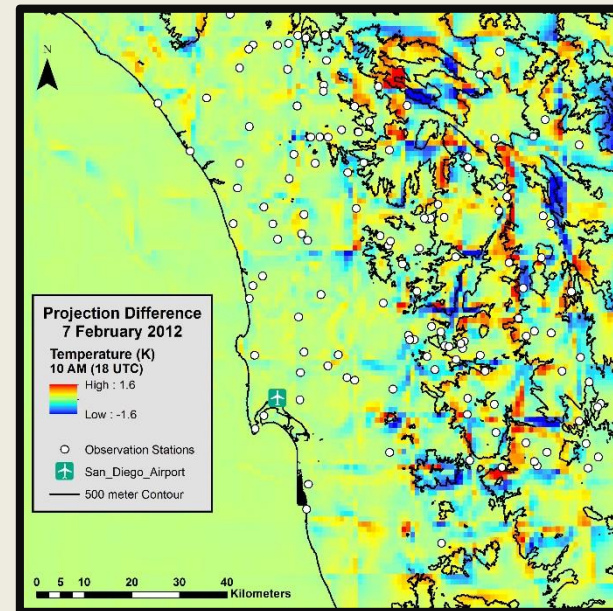 N
Projection Difference
7 February 2012
Temperature (K)
10 AM (18 UTC)
High : 1.6
Low : -1.6
Observation Stations
San_Diego_Airport
500 meter Contour
0 5 10 20 30 40
Kilometers